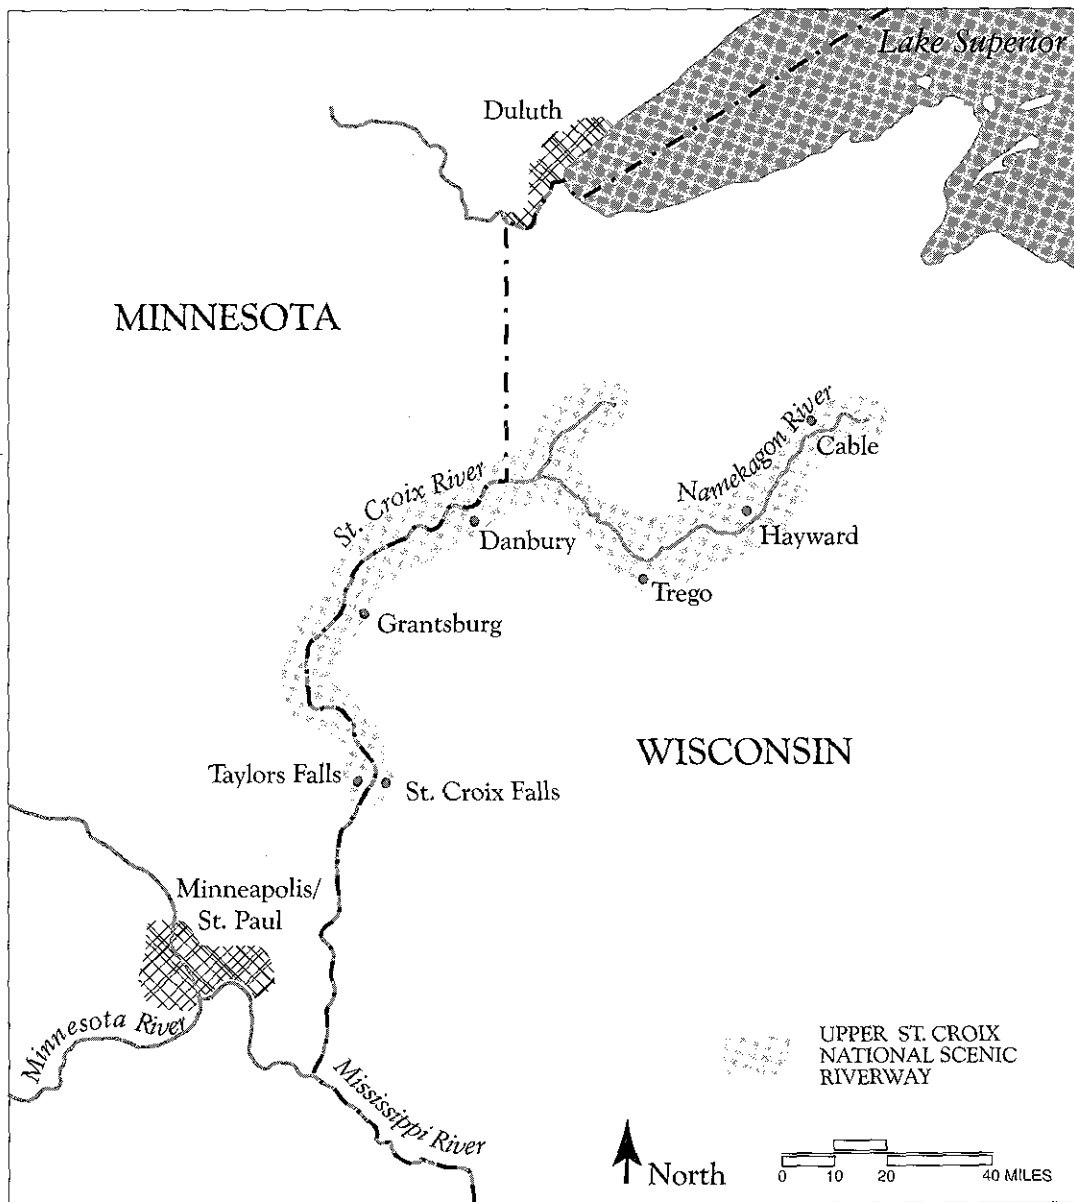 Lake Superior
Duluth
MINNESOTA
Namekagon River
Cable
St. Croix River
Hayward
Danbury
Trego
Grantsburg
WISCONSIN
Taylors Falls
St. Croix Falls
Minneapolis/
St. Paul
Minnesota River
Mississippi River
UPPER ST. CROIX
NATIONAL SCENIC
RIVERWAY
North
0 10 20 40 MILES